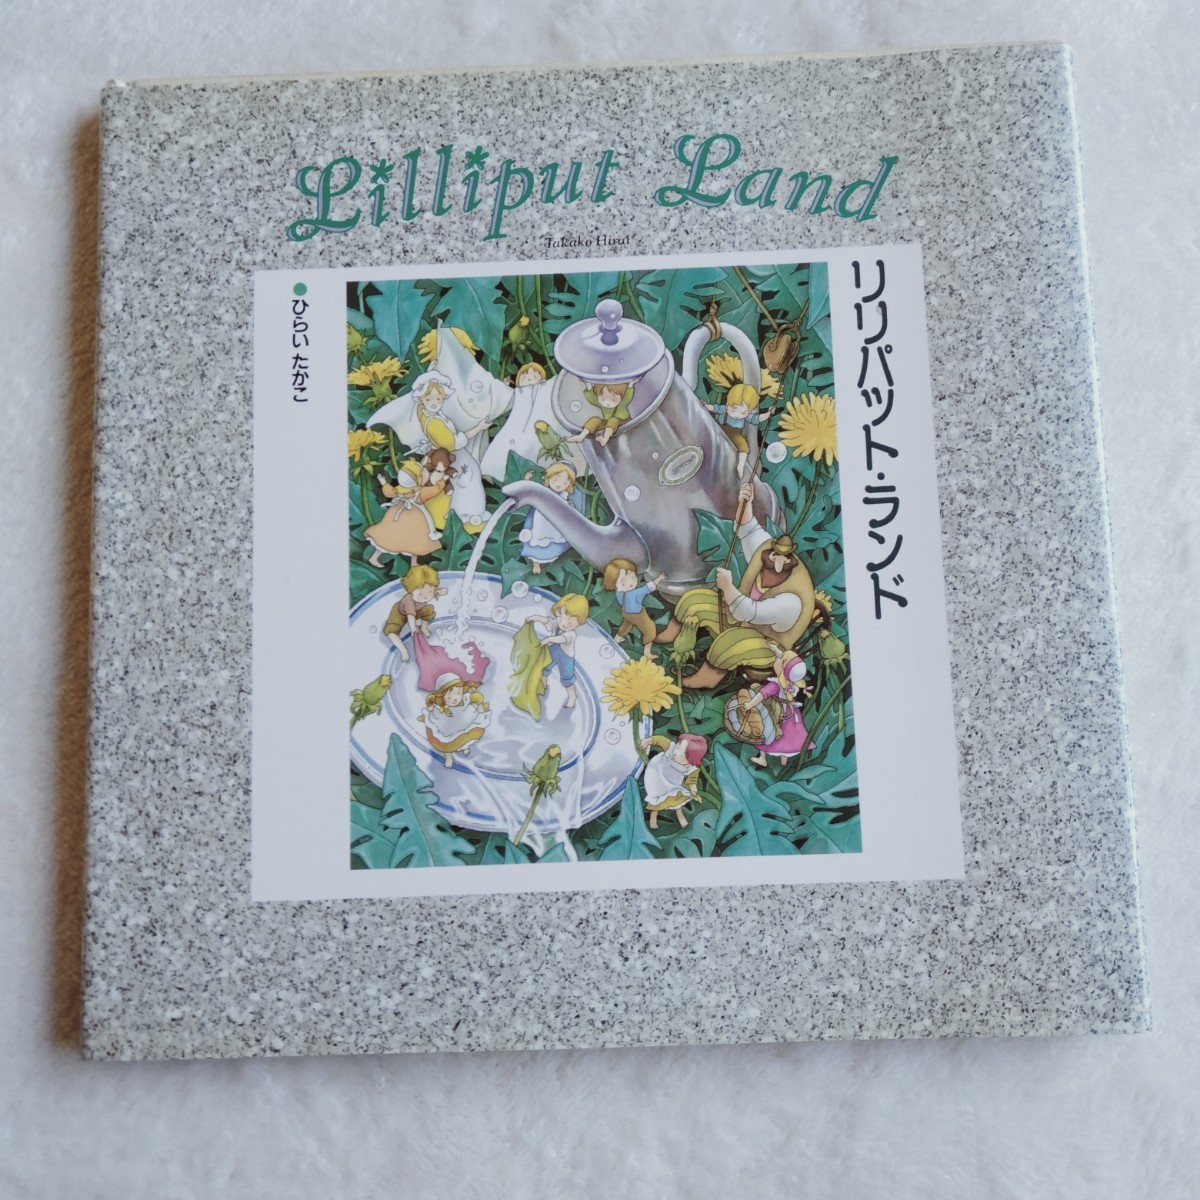 Lilliput Land
Takako Hirai
リリパット・ランド
●ひらい たかこ